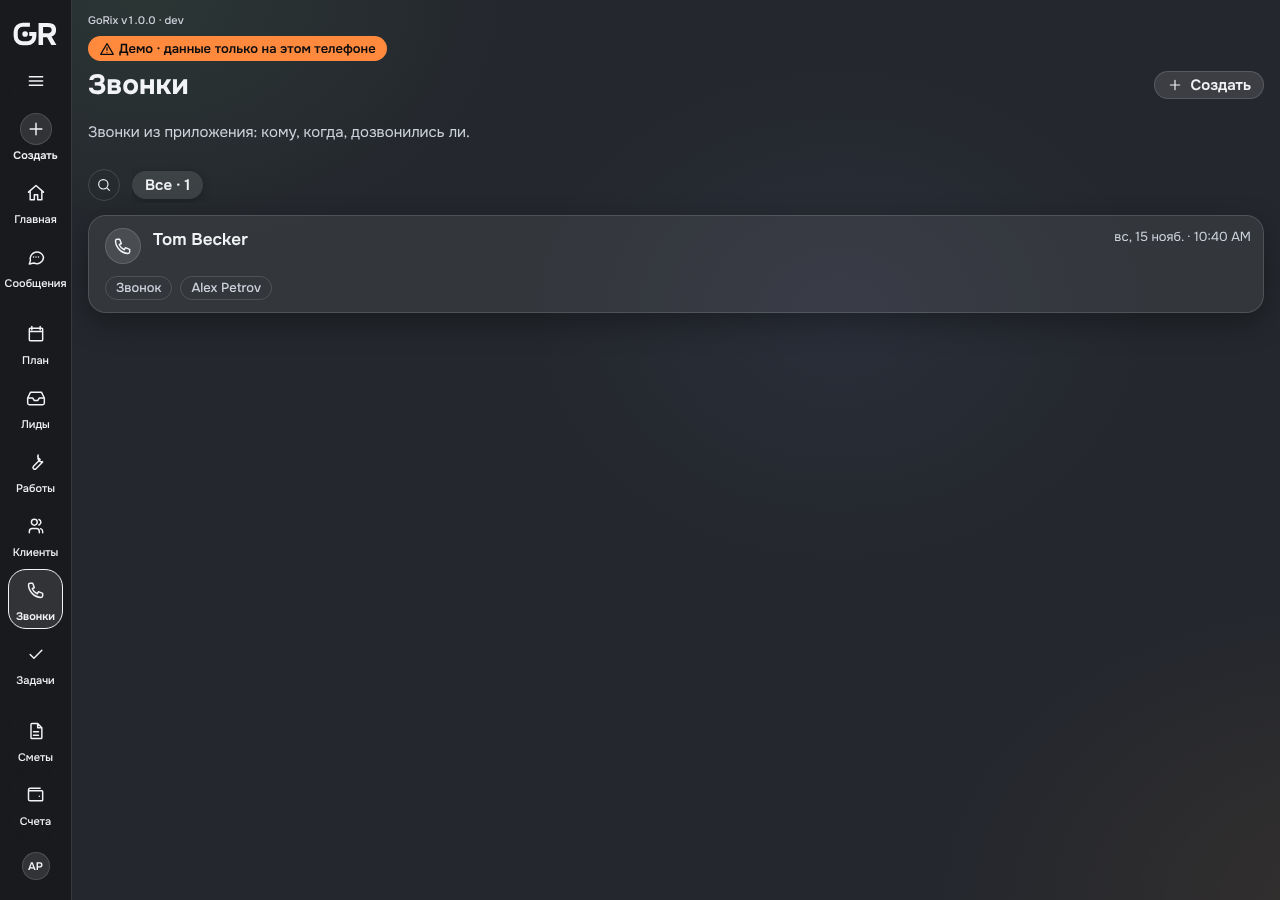 GR
Создать
Главная
Сообщения
План
Лиды
Работы
Клиенты
Звонки
Задачи
Сметы
Счета
AP
GoRix v1.0.0 · dev
Демо · данные только на этом телефоне
Звонки
Создать
Звонки из приложения: кому, когда, дозвонились ли.
Все · 1
Tom Becker
вс, 15 нояб. · 10:40 AM
Звонок
Alex Petrov